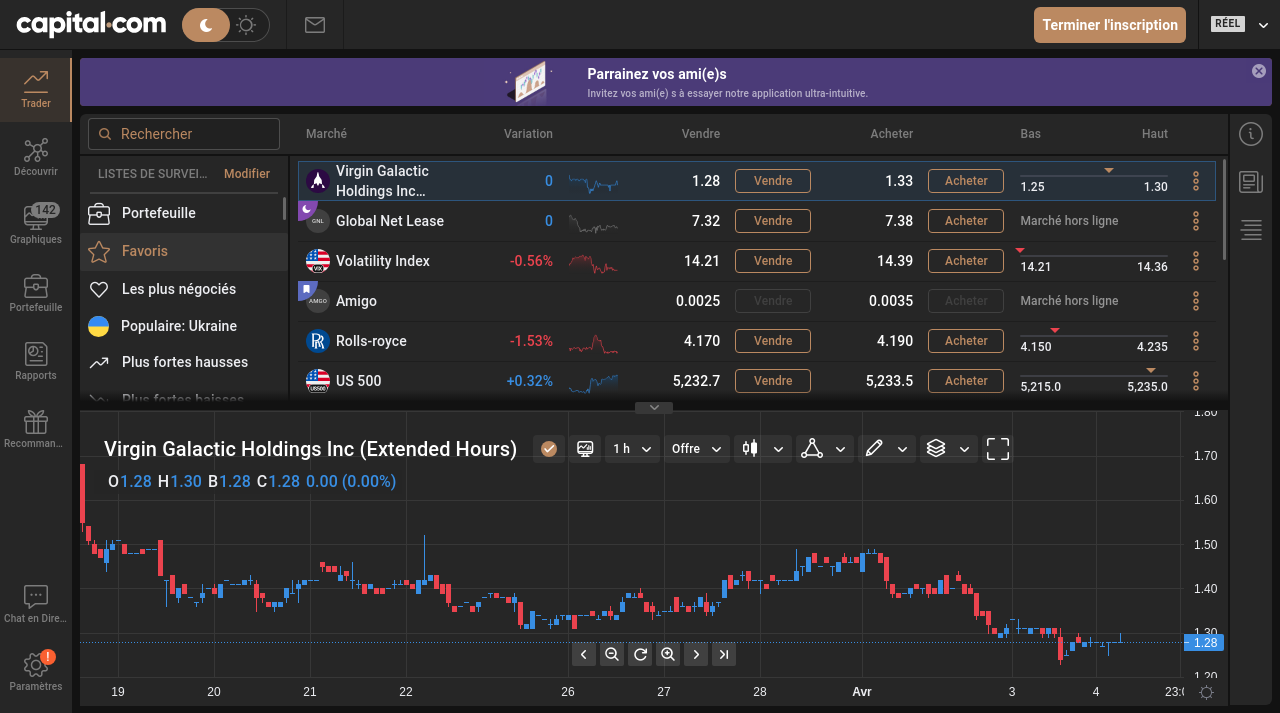 capital.com
Terminer l'inscription
RÉEL
Parrainez vos ami(e)s
Invitez vos ami(e) s à essayer notre application ultra-intuitive.
Trader
Découvrir
142
Graphiques
Portefeuille
Rapports
Recomman...
Chat en Dire...
!
Paramètres
Rechercher
LISTES DE SURVEI... Modifier
Portefeuille
Favoris
Les plus négociés
Populaire: Ukraine
Plus fortes hausses
Plus fortes baisses
Marché Variation Vendre Acheter Bas Haut
Virgin Galactic
Holdings Inc... 0 1.28 Vendre 1.33 Acheter 1.25 1.30
GNL Global Net Lease 0 7.32 Vendre 7.38 Acheter Marché hors ligne
VIX Volatility Index -0.56% 14.21 Vendre 14.39 Acheter 14.21 14.36
AMIGO Amigo 0.0025 Vendre 0.0035 Acheter Marché hors ligne
Rolls-royce -1.53% 4.170 Vendre 4.190 Acheter 4.150 4.235
US500 US 500 +0.32% 5,232.7 Vendre 5,233.5 Acheter 5,215.0 5,235.0
Virgin Galactic Holdings Inc (Extended Hours) 1 h Offre
O1.28 H1.30 B1.28 C1.28 0.00 (0.00%)
1.80
1.70
1.60
1.50
1.40
1.30
1.28
1.20
19 20 21 22 26 27 28 Avr 3 4 23:0